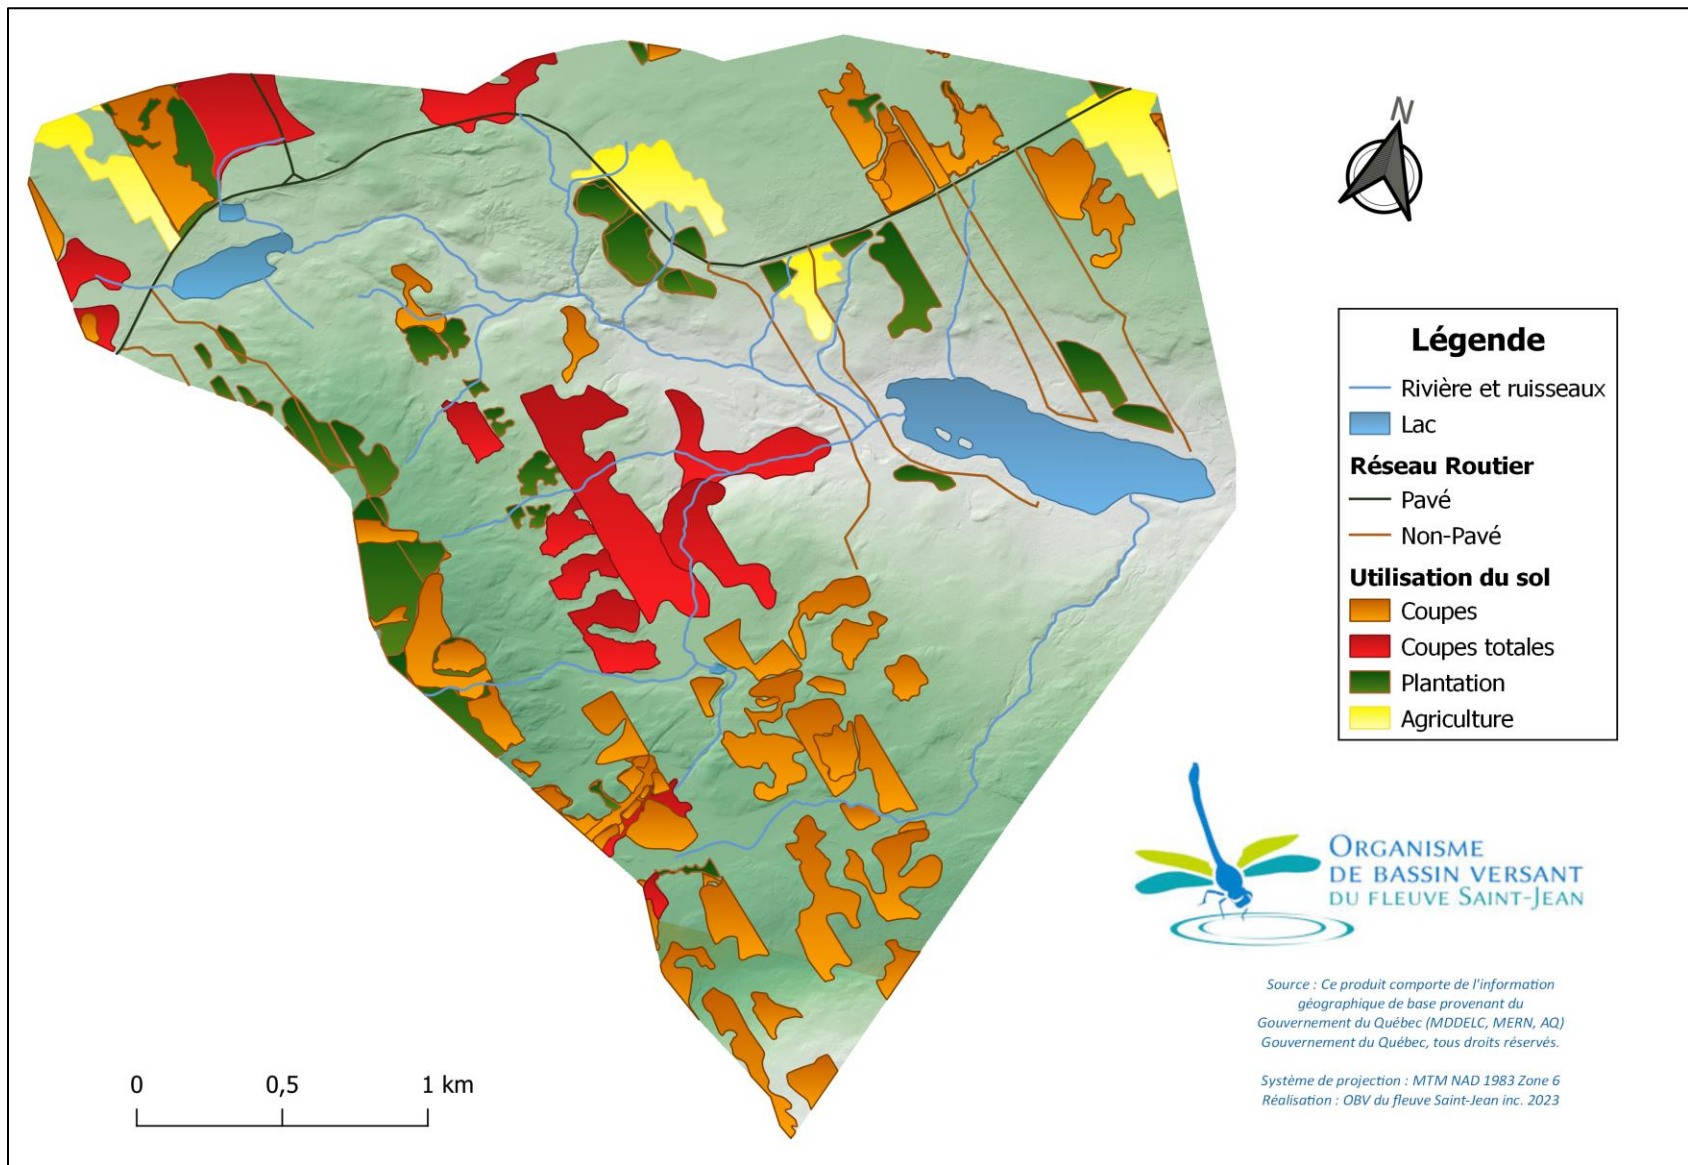 N
Légende
Rivière et ruisseaux
Lac
Réseau Routier
Pavé
Non-Pavé
Utilisation du sol
Coupes
Coupes totales
Plantation
Agriculture
ORGANISME
DE BASSIN VERSANT
DU FLEUVE SAINT-JEAN
Source : Ce produit comporte de l'information
géographique de base provenant du
Gouvernement du Québec (MDDELC, MERN, AQ)
Gouvernement du Québec, tous droits réservés.
Système de projection : MTM NAD 1983 Zone 6
Réalisation : OBV du fleuve Saint-Jean inc. 2023
0 0,5 1 km